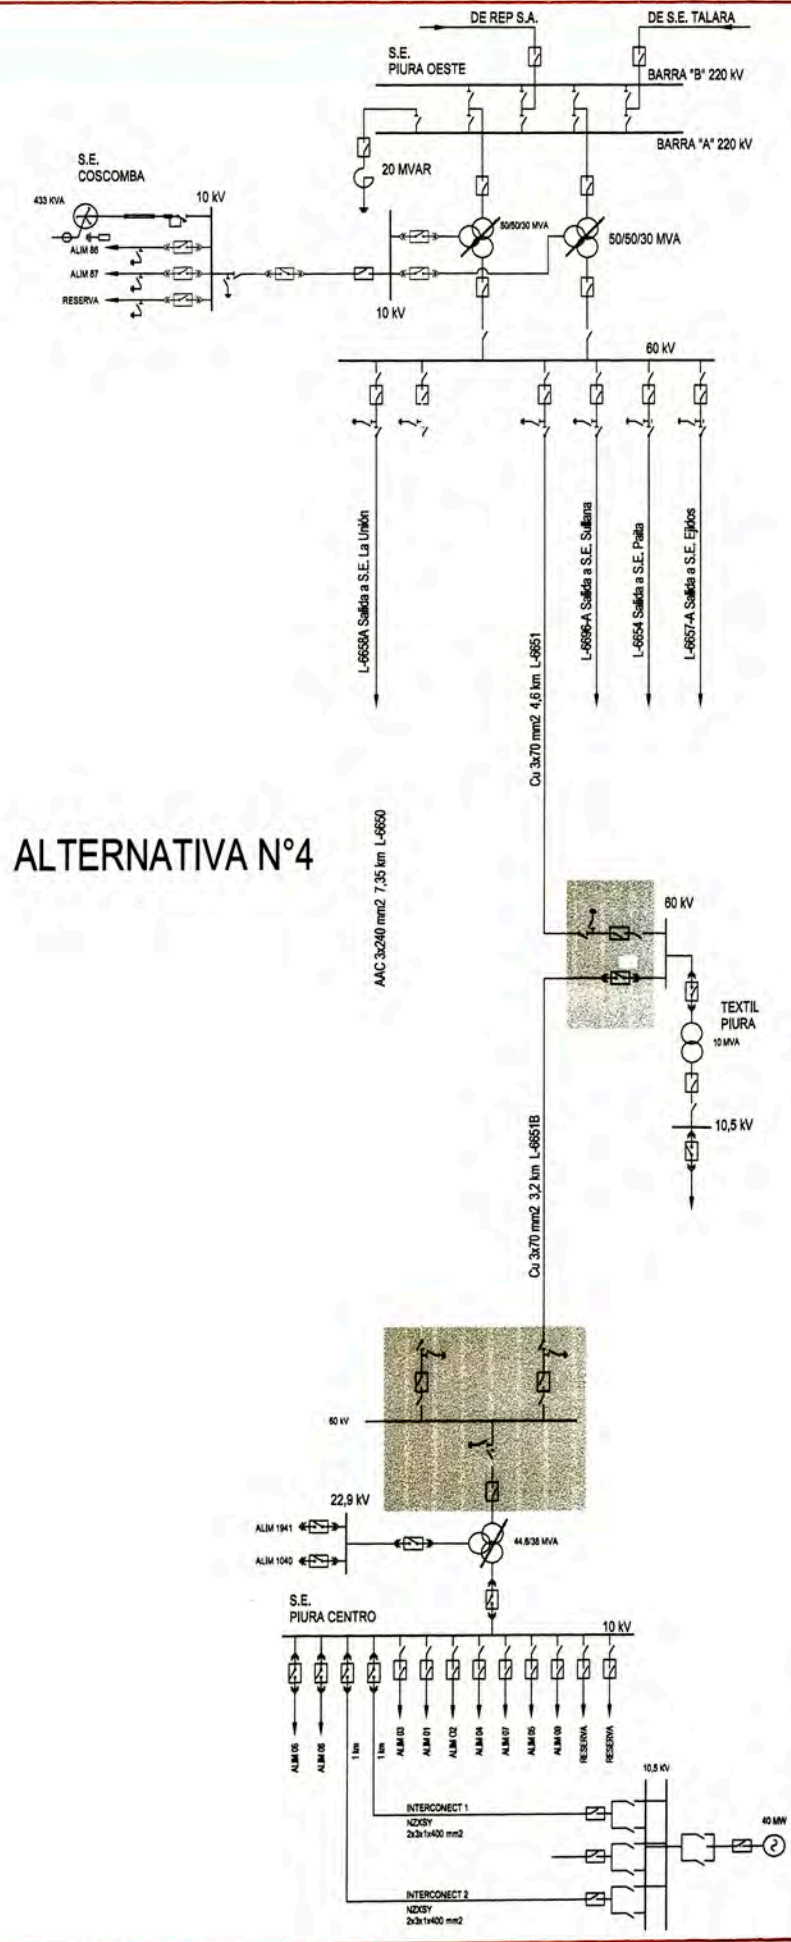 DE REP S.A.
DE S.E. TALARA
S.E.
PIURA OESTE
BARRA "B" 220 kV
BARRA "A" 220 kV
20 MVAR
S.E.
COSCOMBA
433 KVA
10 kV
ALIM 86
ALIM 87
RESERVA
50/50/30 MVA
50/50/30 MVA
10 kV
60 kV
L-6658A Salida a S.E. La Unión
Cu 3x70 mm2 4,6 km L-6651
L-6696-A Salida a S.E. Sullana
L-6654 Salida a S.E. Paita
L-6657-A Salida a S.E. Ejidos
ALTERNATIVA N°4
AAC 3x240 mm2 7,35 km L-6650
60 kV
TEXTIL
PIURA
10 MVA
10,5 kV
Cu 3x70 mm2 3,2 km L-6651B
60 kV
22,9 kV
ALIM 1941
ALIM 1040
44,6/38 MVA
S.E.
PIURA CENTRO
10 kV
ALIM 06
ALIM 08
1 km
1 km
ALIM 03
ALIM 01
ALIM O2
ALIM 04
ALIM 07
ALIM 05
ALIM 09
RESERVA
RESERVA
10,5 KV
INTERCONECT 1
NZXSY
2x3x1x400 mm2
40 MW
INTERCONECT 2
NZXSY
2x3x1x400 mm2